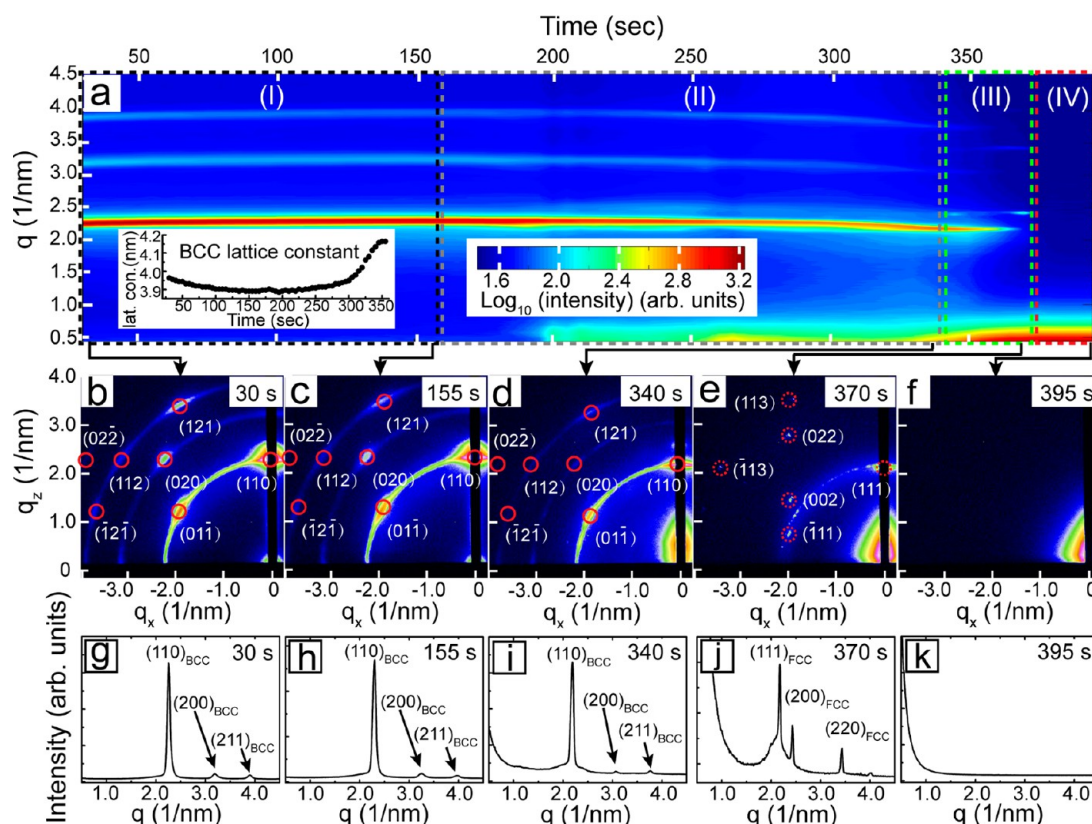 Time (sec)
50 100 150 200 250 300 350
a (I) (II) (III) (IV)
q (1/nm)
4.5
4.0
3.5
3.0
2.5
2.0
1.5
1.0
0.5
BCC lattice constant
lat. con.(nm)
4.2
4.1
4.0
3.9
0 50 100 150 200 250 300 350
Time (sec)
1.6 2.0 2.4 2.8 3.2
Log10 (intensity) (arb. units)
qz (1/nm)
4.0
3.0
2.0
1.0
0
b 30 s
(121)
(022̄)
(112) (020) (110)
(1̄21̄) (011̄)
-3.0 -2.0 -1.0 0
qx (1/nm)
c 155 s
(121)
(022̄)
(112) (020) (110)
(1̄21̄) (011̄)
-3.0 -2.0 -1.0 0
qx (1/nm)
d 340 s
(121)
(022̄)
(112) (020) (110)
(1̄21̄) (011̄)
-3.0 -2.0 -1.0 0
qx (1/nm)
e 370 s
(113)
(022)
(1̄13)
(002) (111)
(1̄11)
-3.0 -2.0 -1.0 0
qx (1/nm)
f 395 s
-3.0 -2.0 -1.0 0
qx (1/nm)
Intensity (arb. units)
g 30 s
(110)BCC
(200)BCC
(211)BCC
1.0 2.0 3.0 4.0
q (1/nm)
h 155 s
(110)BCC
(200)BCC
(211)BCC
1.0 2.0 3.0 4.0
q (1/nm)
i 340 s
(110)BCC
(200)BCC
(211)BCC
1.0 2.0 3.0 4.0
q (1/nm)
j 370 s
(111)FCC
(200)FCC
(220)FCC
1.0 2.0 3.0 4.0
q (1/nm)
k 395 s
1.0 2.0 3.0 4.0
q (1/nm)